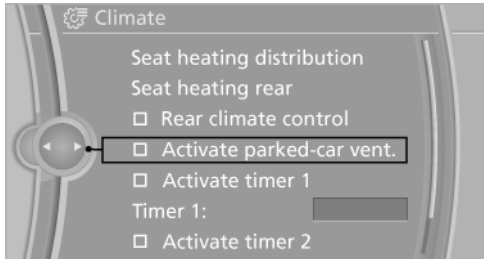 Climate
Seat heating distribution
Seat heating rear
Rear climate control
Activate parked-car vent.
Activate timer 1
Timer 1:
Activate timer 2